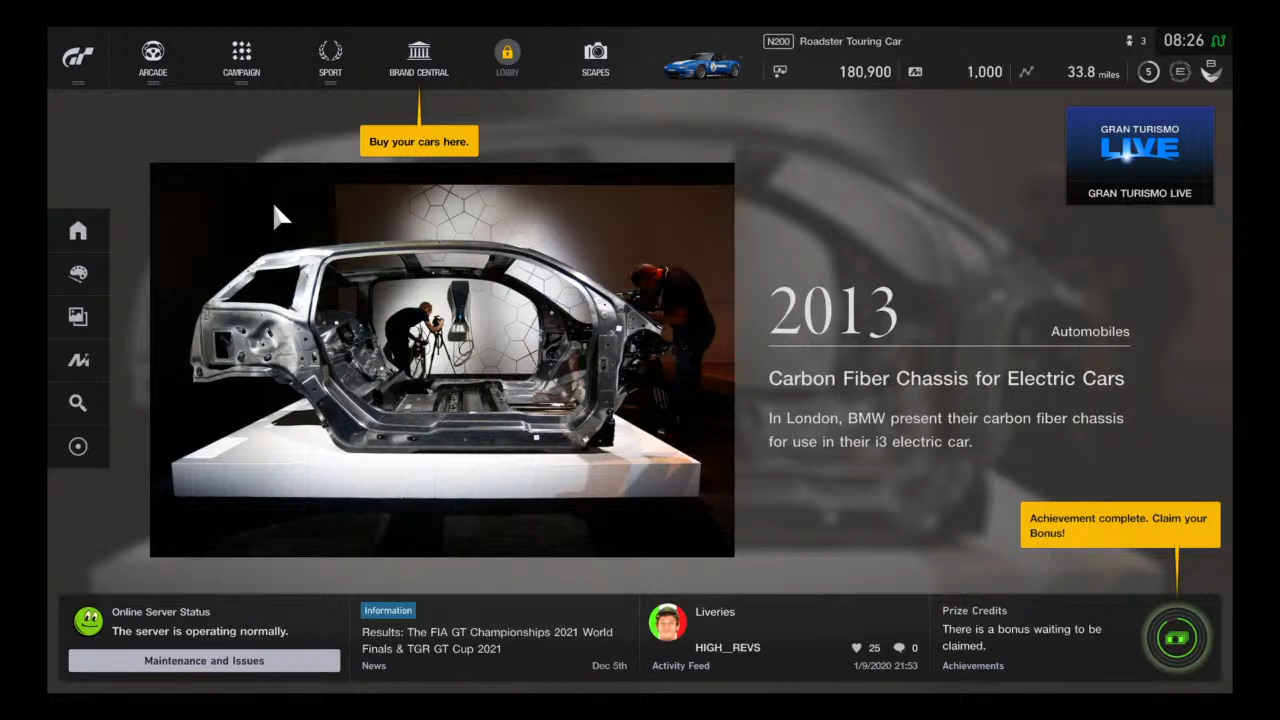 GT
N200 Roadster Touring Car
3
08:26
ARCADE
CAMPAIGN
SPORT
BRAND CENTRAL
LOBBY
SCAPES
180,900
1,000
33.8 miles
5
E
B
Buy your cars here.
GRAN TURISMO
LIVE
GRAN TURISMO LIVE
2013
Automobiles
Carbon Fiber Chassis for Electric Cars
In London, BMW present their carbon fiber chassis
for use in their i3 electric car.
Achievement complete. Claim your
Bonus!
Online Server Status
The server is operating normally.
Maintenance and Issues
Information
Results: The FIA GT Championships 2021 World
Finals & TGR GT Cup 2021
News
Dec 5th
Liveries
HIGH__REVS
25
0
Activity Feed
1/9/2020 21:53
Prize Credits
There is a bonus waiting to be
claimed.
Achievements